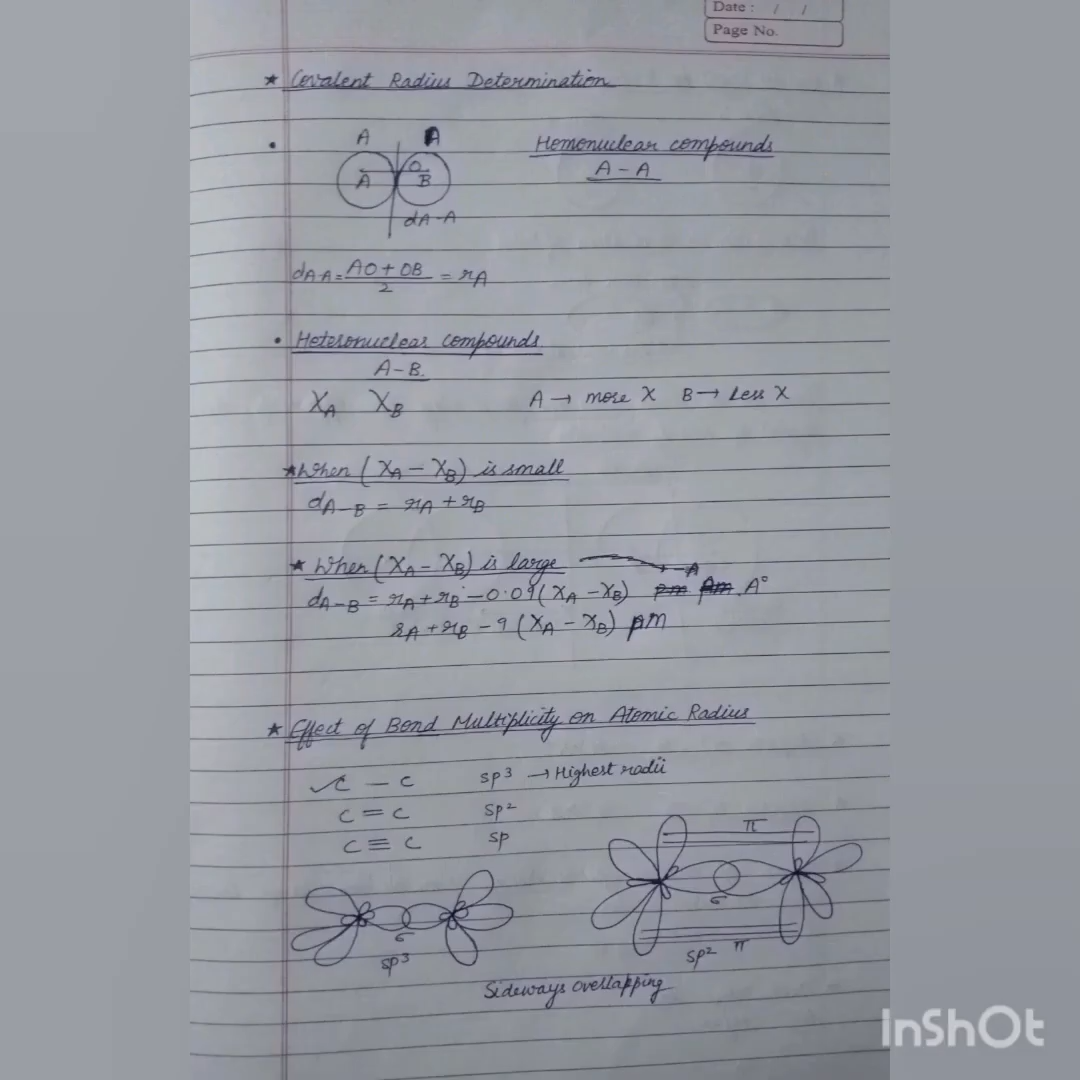 Date : / /
Page No.
★ Covalent Radius Determination
• A A Homonuclear compounds
A O B A - A
dA-A
dA-A = AO + OB / 2 = rA
• Heteronuclear compounds
A-B.
XA XB A → more X B → Less X
★ When (XA - XB) is small
dA-B = rA + rB
★ When (XA - XB) is large → A
dA-B = rA + rB - 0.09 (XA - XB) pm Am A°
rA + rB - 9 (XA - XB) pm
★ Effect of Bond Multiplicity on Atomic Radius
✓C - C sp3 → Highest radii
C = C sp2
C ≡ C sp
π
σ
σ
sp3 sp2 π
Sideways overlapping
InShOt